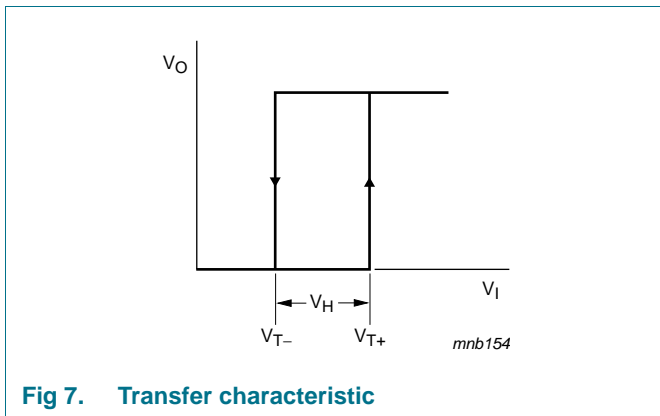 VO
VI
VH
VT− VT+
mnb154
Fig 7. Transfer characteristic